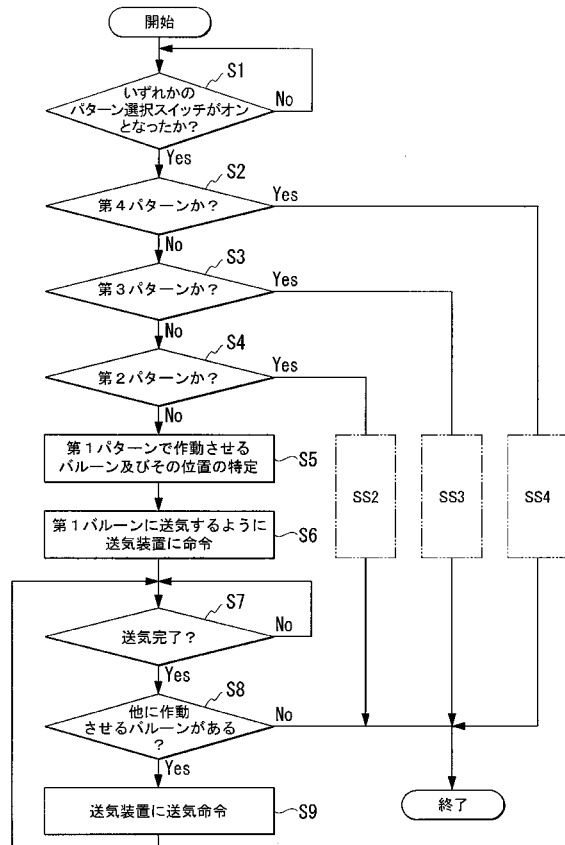 開始
S1
いずれかの
パターン選択スイッチがオン
となったか?
No
Yes
S2
第4パターンか?
Yes
No
S3
第3パターンか?
Yes
No
S4
第2パターンか?
Yes
No
第1パターンで作動させる
バルーン及びその位置の特定
S5
SS2
SS3
SS4
第1バルーンに送気するように
送気装置に命令
S6
S7
送気完了?
No
Yes
S8
他に作動
させるバルーンがある
?
No
Yes
送気装置に送気命令
S9
終了